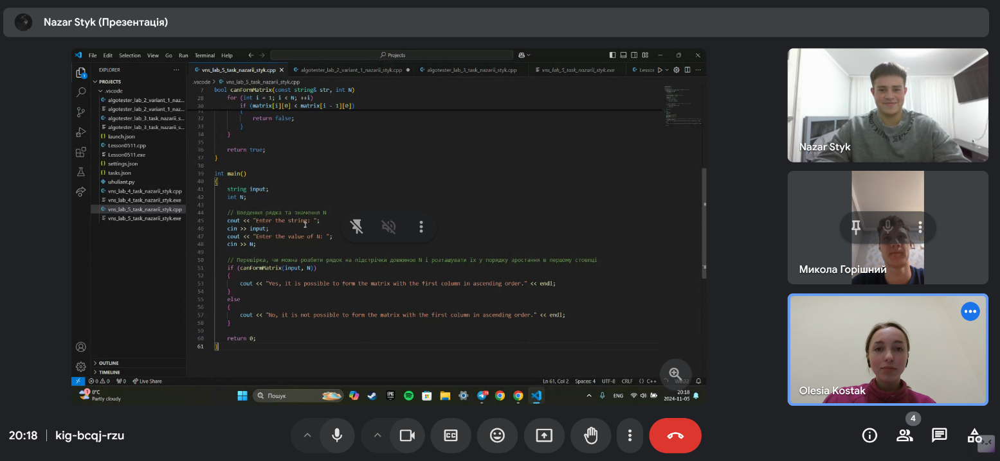 Nazar Styk (Презентація)
File Edit Selection View Go Run Terminal Help
Projects
EXPLORER
vns_lab_5_task_nazarii_styk.cpp
algotester_lab_2_variant_1_nazarii_styk.cpp
algotester_lab_3_task_nazarii_styk.cpp
vns_lab_5_task_nazarii_styk.exe
Lessor
.vscode > vns_lab_5_task_nazarii_styk.cpp
PROJECTS
.vscode
algotester_lab_2_variant_1_naz...
algotester_lab_2_variant_1_naz...
algotester_lab_3_task_nazarii_s...
algotester_lab_3_task_nazarii_s...
launch.json
Lesson0511.cpp
Lesson0511.exe
settings.json
tasks.json
uhuliant.py
vns_lab_4_task_nazarii_styk.cpp
vns_lab_4_task_nazarii_styk.exe
vns_lab_5_task_nazarii_styk.cpp
vns_lab_5_task_nazarii_styk.exe
OUTLINE
TIMELINE
7 bool canFormMatrix(const string& str, int N)
28 for (int i = 1; i < N; ++i)
30 if (matrix[i][0] < matrix[i - 1][0])
31 {
32 return false;
33 }
34 }
35
36 return true;
37 }
38
39 int main()
40 {
41 string input;
42 int N;
43
44 // Введення рядка та значення N
45 cout << "Enter the string: ";
46 cin >> input;
47 cout << "Enter the value of N: ";
48 cin >> N;
49
50 // Перевірка, чи можна розбити рядок на підстрічки довжиною N і розташувати їх у порядку зростання в першому стовпці
51 if (canFormMatrix(input, N))
52 {
53 cout << "Yes, it is possible to form the matrix with the first column in ascending order." << endl;
54 }
55 else
56 {
57 cout << "No, it is not possible to form the matrix with the first column in ascending order." << endl;
58 }
59
60 return 0;
61 }
0 0 0 Live Share
Ln 61, Col 2 Spaces: 4 UTF-8 CRLF {} C++ Win32
1
0°C
Partly cloudy
Пошук
ENG
20:18
2024-11-05
Nazar Styk
Микола Горішний
Olesia Kostak
20:18 | kig-bcqj-rzu
CC
4